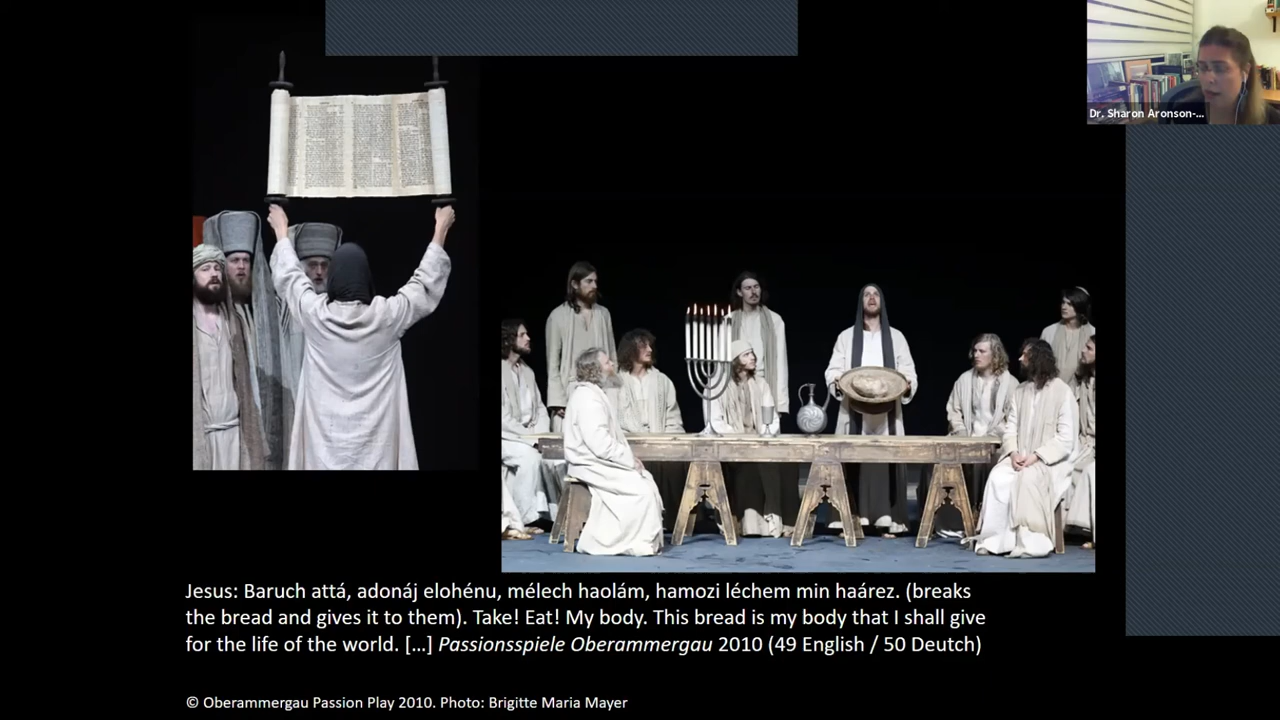 Dr. Sharon Aronson-...
Jesus: Baruch attá, adonáj elohénu, mélech haolám, hamozi léchem min haárez. (breaks
the bread and gives it to them). Take! Eat! My body. This bread is my body that I shall give
for the life of the world. [...] Passionsspiele Oberammergau 2010 (49 English / 50 Deutch)
© Oberammergau Passion Play 2010. Photo: Brigitte Maria Mayer